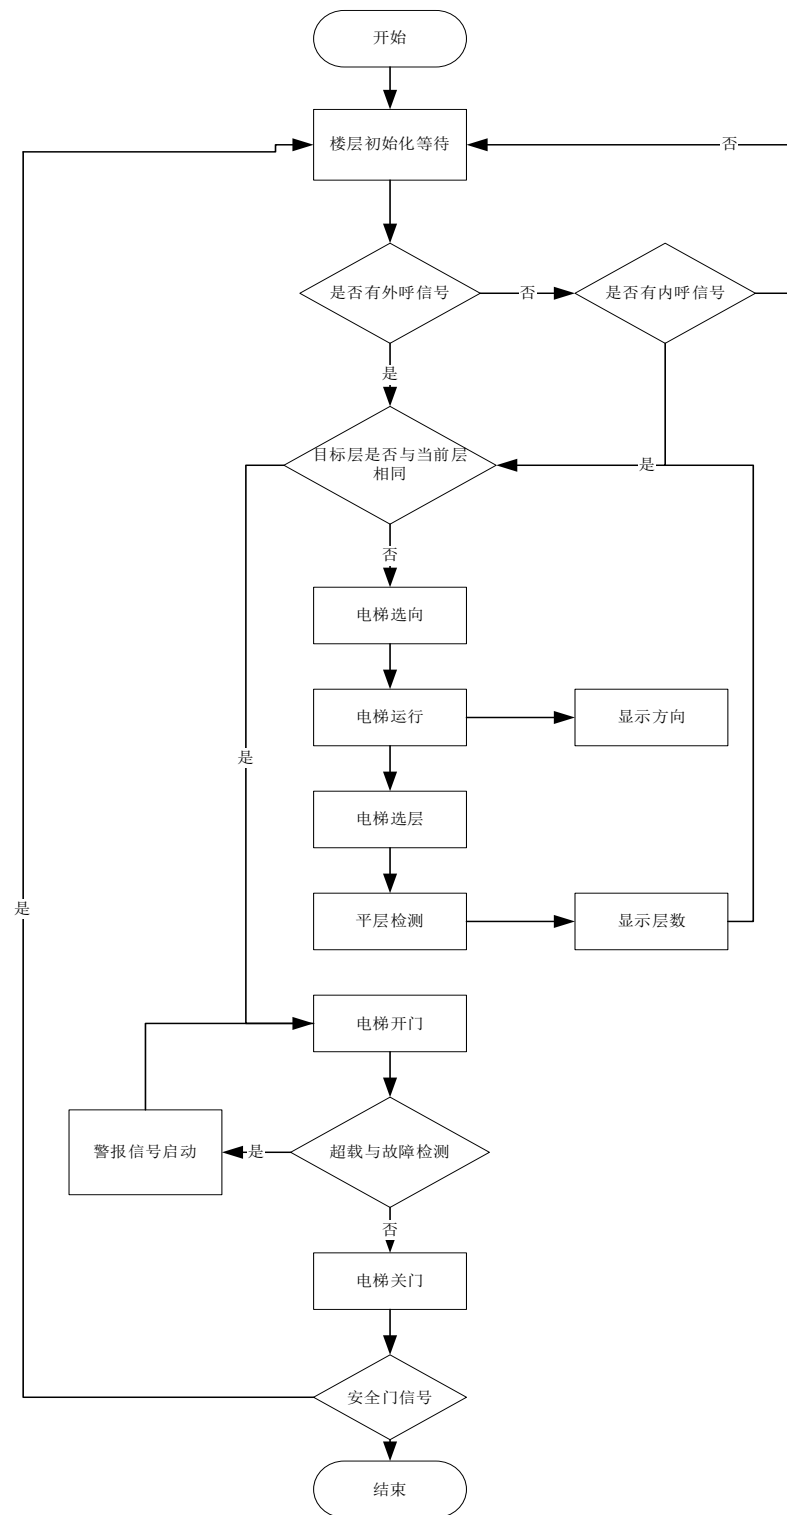 开始
楼层初始化等待
否
是否有外呼信号
否
是否有内呼信号
是
目标层是否与当前层
相同
是
否
电梯选向
电梯运行
显示方向
是
电梯选层
平层检测
显示层数
是
电梯开门
警报信号启动
是
超载与故障检测
否
电梯关门
安全门信号
结束